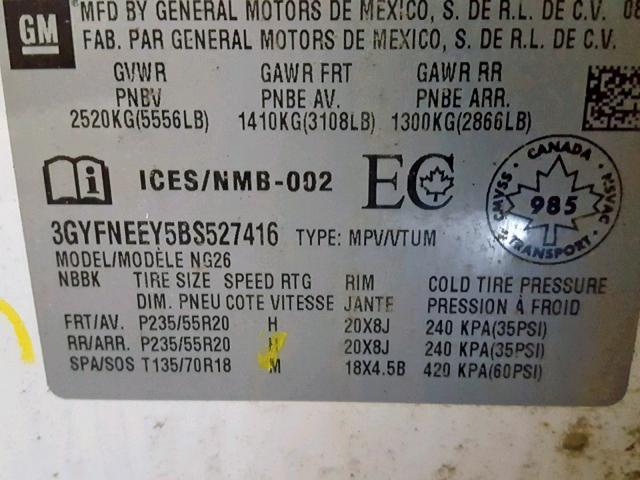 GM
MFD BY GENERAL MOTORS DE MEXICO, S DE R.L. DE C.V.
FAB. PAR GENERAL MOTORS DE MEXICO, S. DE R.L. DE C.V.
GVWR GAWR FRT GAWR RR
PNBV PNBE AV. PNBE ARR.
2520KG(5556LB) 1410KG(3108LB) 1300KG(2866LB)
i ICES/NMB-002 EC
CANADA
CMVSS 985 NSVAC
TRANSPORT
3GYFNEEY5BS527416 TYPE: MPV/VTUM
MODEL/MODÈLE NG26
NBBK TIRE SIZE SPEED RTG RIM COLD TIRE PRESSURE
DIM. PNEU COTE VITESSE JANTE PRESSION À FROID
FRT/AV. P235/55R20 H 20X8J 240 KPA(35PSI)
RR/ARR. P235/55R20 H 20X8J 240 KPA(35PSI)
SPA/SOS T135/70R18 M 18X4.5B 420 KPA(60PSI)